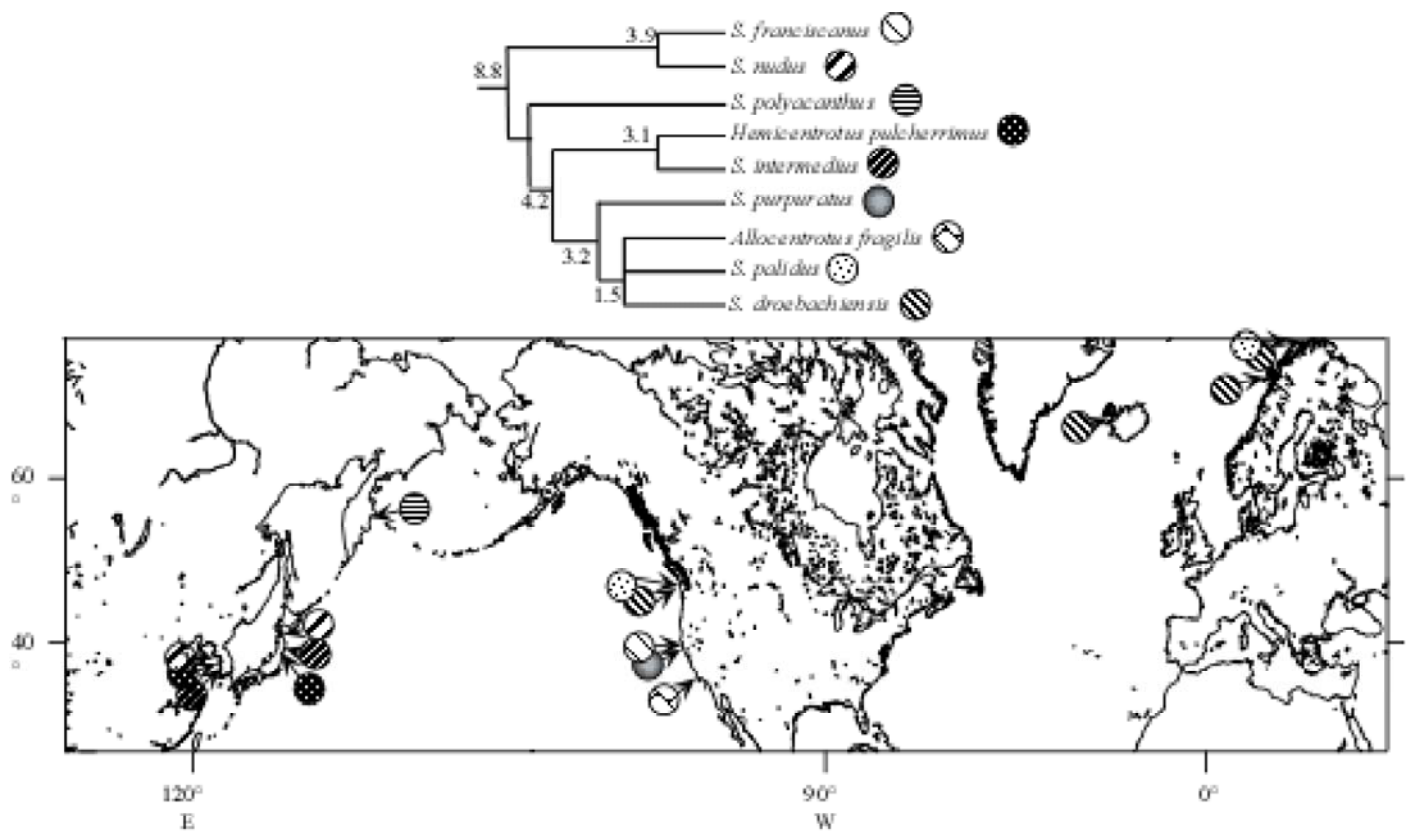 3.9
S. franciscanus
8.8
S. nudus
S. polyacanthus
3.1
Hemicentrotus pulcherrimus
S. intermedius
4.2
S. purpuratus
3.2
Allocentrotus fragilis
S. palidus
1.5
S. droebachiensis
60
°
40
°
120°
E
90°
W
0°